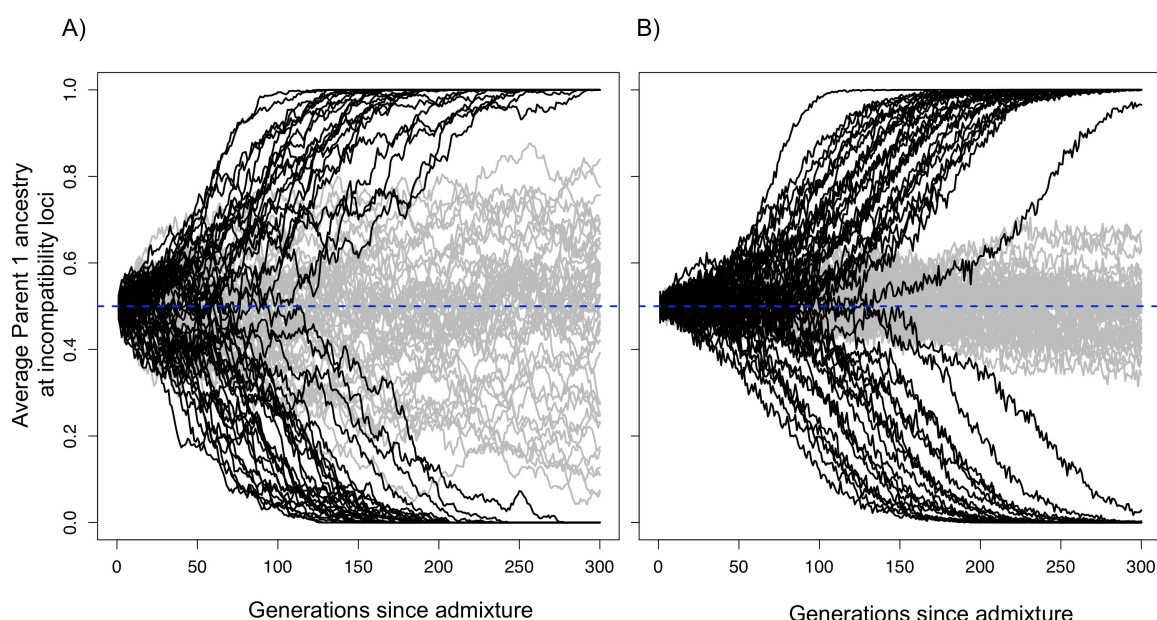 A)
B)
Average Parent 1 ancestry
at incompatibility loci
1.0
0.8
0.6
0.4
0.2
0.0
0 50 100 150 200 250 300
0 50 100 150 200 250 300
Generations since admixture
Generations since admixture